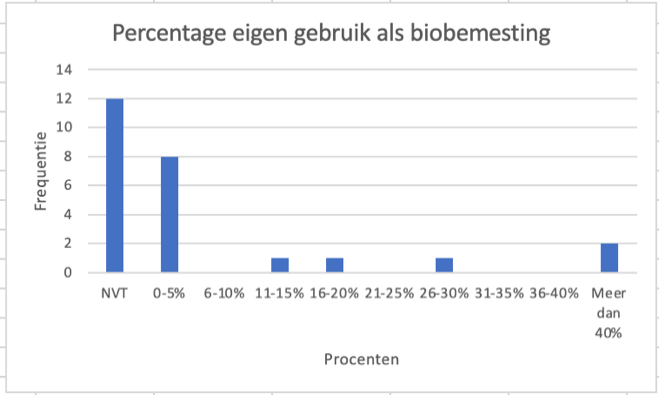 Percentage eigen gebruik als biobemesting
14
12
10
8
6
4
2
0
Frequentie
NVT 0-5% 6-10% 11-15% 16-20% 21-25% 26-30% 31-35% 36-40% Meer
dan
40%
Procenten